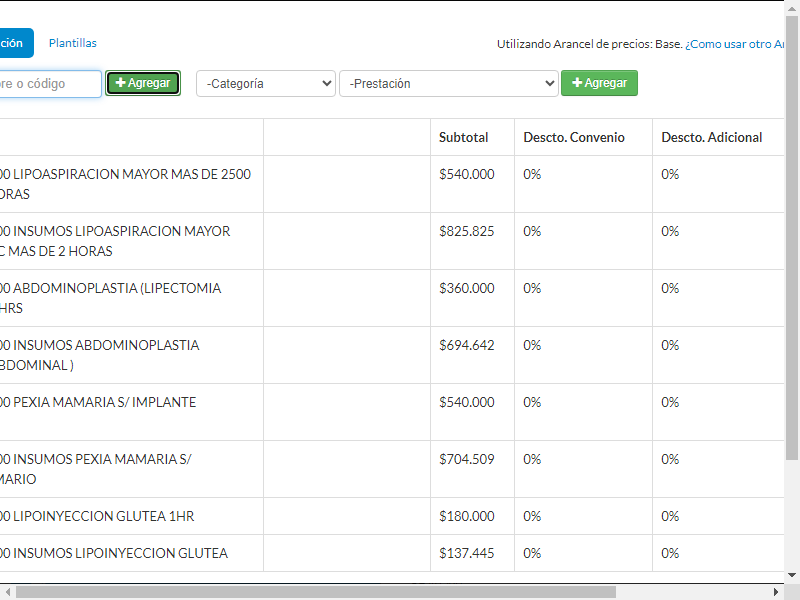 ción Plantillas
Utilizando Arancel de precios: Base. ¿Como usar otro Ar
re o código Agregar -Categoría -Prestación Agregar
Subtotal Descto. Convenio Descto. Adicional
00 LIPOASPIRACION MAYOR MAS DE 2500 $540.000 0% 0%
ORAS
00 INSUMOS LIPOASPIRACION MAYOR $825.825 0% 0%
C MAS DE 2 HORAS
00 ABDOMINOPLASTIA (LIPECTOMIA $360.000 0% 0%
HRS
00 INSUMOS ABDOMINOPLASTIA $694.642 0% 0%
BDOMINAL )
00 PEXIA MAMARIA S/ IMPLANTE $540.000 0% 0%
00 INSUMOS PEXIA MAMARIA S/ $704.509 0% 0%
MARIO
00 LIPOINYECCION GLUTEA 1HR $180.000 0% 0%
00 INSUMOS LIPOINYECCION GLUTEA $137.445 0% 0%